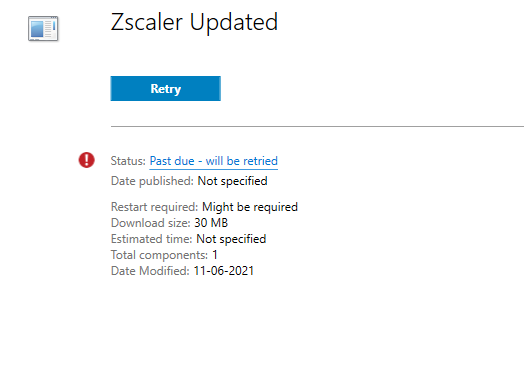 Zscaler Updated
Retry
Status: Past due - will be retried
Date published: Not specified
Restart required: Might be required
Download size: 30 MB
Estimated time: Not specified
Total components: 1
Date Modified: 11-06-2021